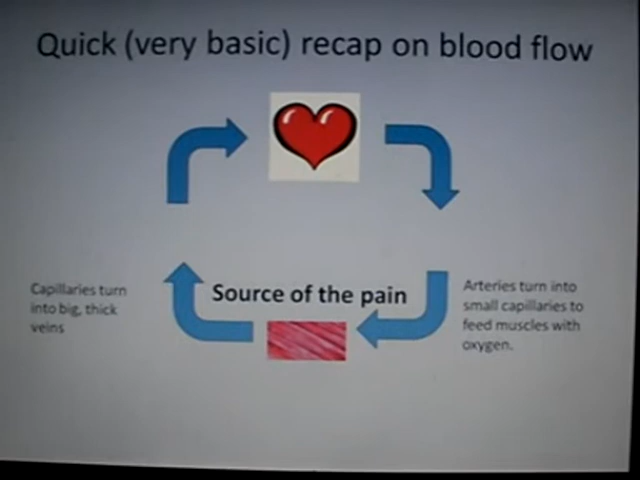 Quick (very basic) recap on blood flow
Source of the pain
Capillaries turn
into big, thick
veins
Arteries turn into
small capillaries to
feed muscles with
oxygen.